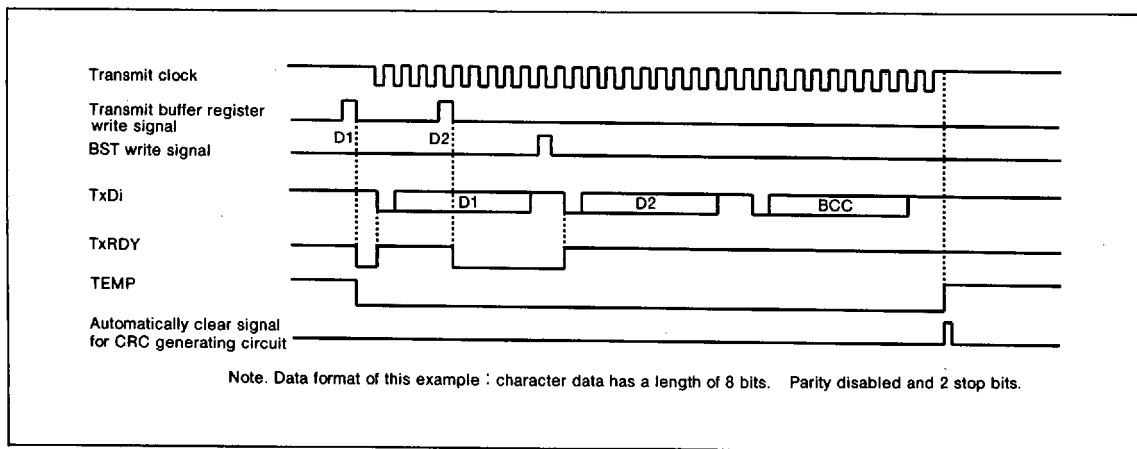 Transmit clock
Transmit buffer register
write signal
D1
D2
BST write signal
TxDi
D1
D2
BCC
TxRDY
TEMP
Automatically clear signal
for CRC generating circuit
Note. Data format of this example : character data has a length of 8 bits. Parity disabled and 2 stop bits.